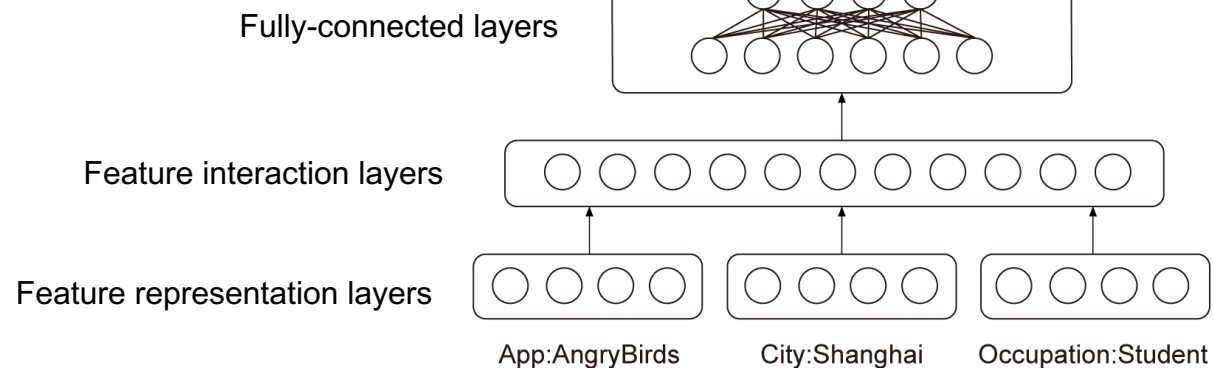 Fully-connected layers
Feature interaction layers
Feature representation layers
App:AngryBirds
City:Shanghai
Occupation:Student